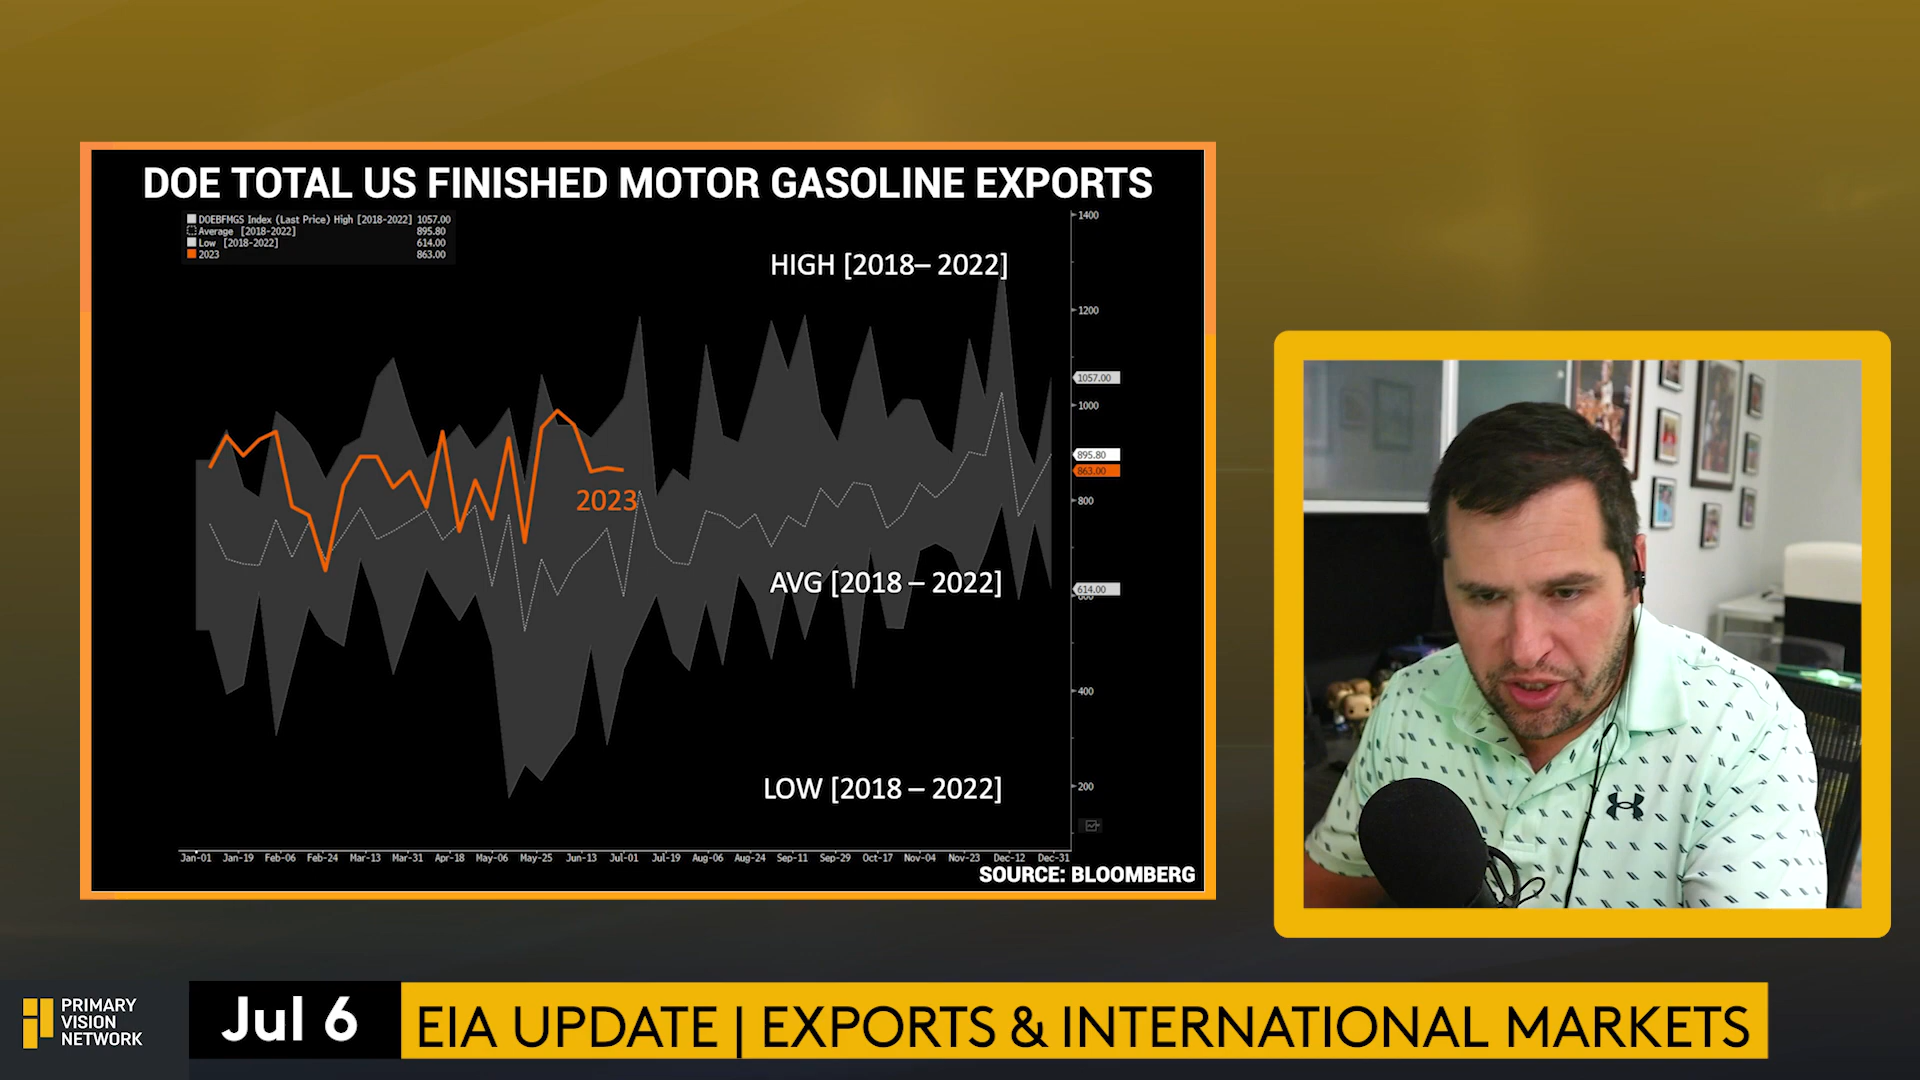 DOE TOTAL US FINISHED MOTOR GASOLINE EXPORTS
DOEBFMGS Index (Last Price) High [2018-2022] 1057.00
Average [2018-2022] 895.80
Low [2018-2022] 614.00
2023 863.00
HIGH [2018– 2022]
2023
AVG [2018 – 2022]
LOW [2018 – 2022]
1400
1200
1057.00
1000
895.80
863.00
800
614.00
600
400
200
Jan-01 Jan-19 Feb-06 Feb-24 Mar-13 Mar-31 Apr-18 May-06 May-25 Jun-13 Jul-01 Jul-19 Aug-06 Aug-24 Sep-11 Sep-29 Oct-17 Nov-04 Nov-23 Dec-12 Dec-31
SOURCE: BLOOMBERG
PRIMARY
VISION
NETWORK
Jul 6
EIA UPDATE | EXPORTS & INTERNATIONAL MARKETS